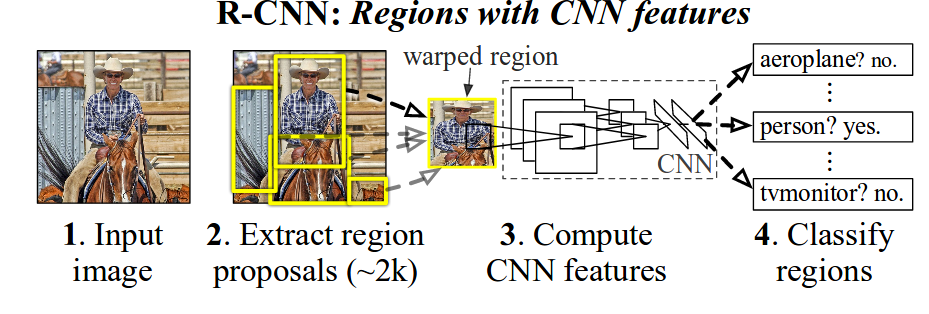 R-CNN: Regions with CNN features
warped region
aeroplane? no.
⋮
person? yes.
⋮
tvmonitor? no.
CNN
1. Input
image
2. Extract region
proposals (~2k)
3. Compute
CNN features
4. Classify
regions